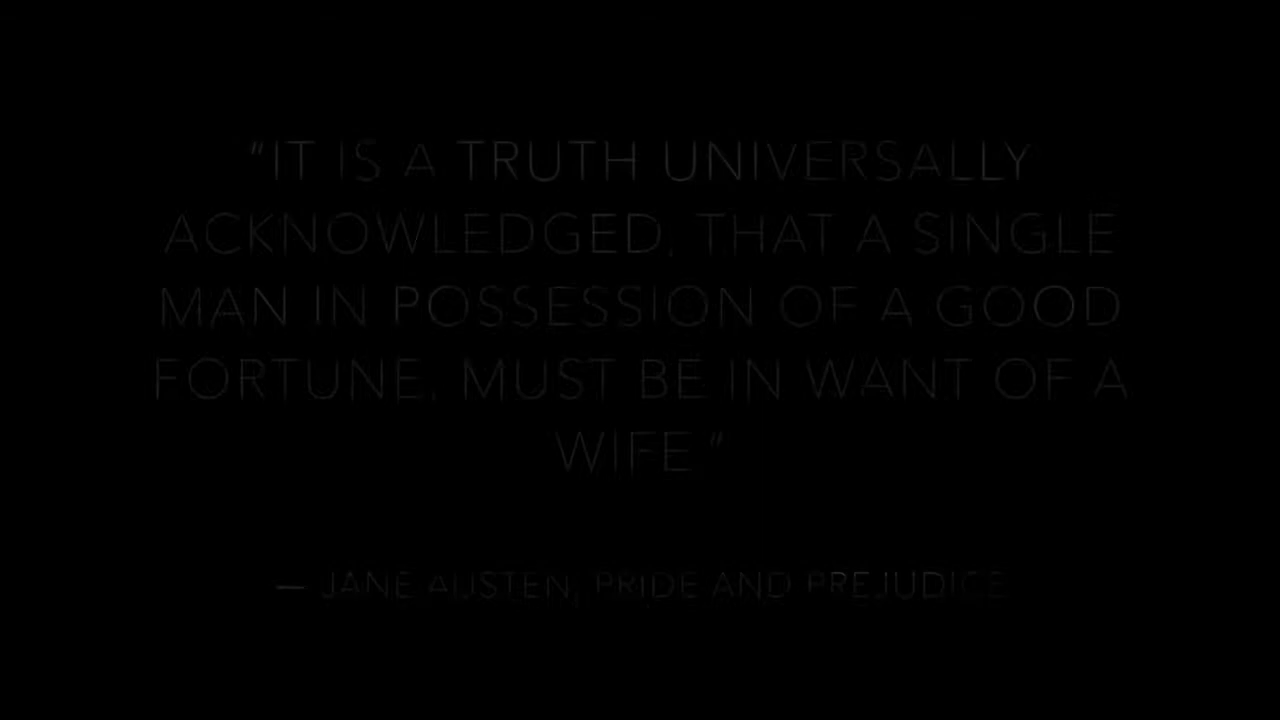 "IT IS A TRUTH UNIVERSALLY
ACKNOWLEDGED, THAT A SINGLE
MAN IN POSSESSION OF A GOOD
FORTUNE, MUST BE IN WANT OF A
WIFE."
— JANE AUSTEN, PRIDE AND PREJUDICE